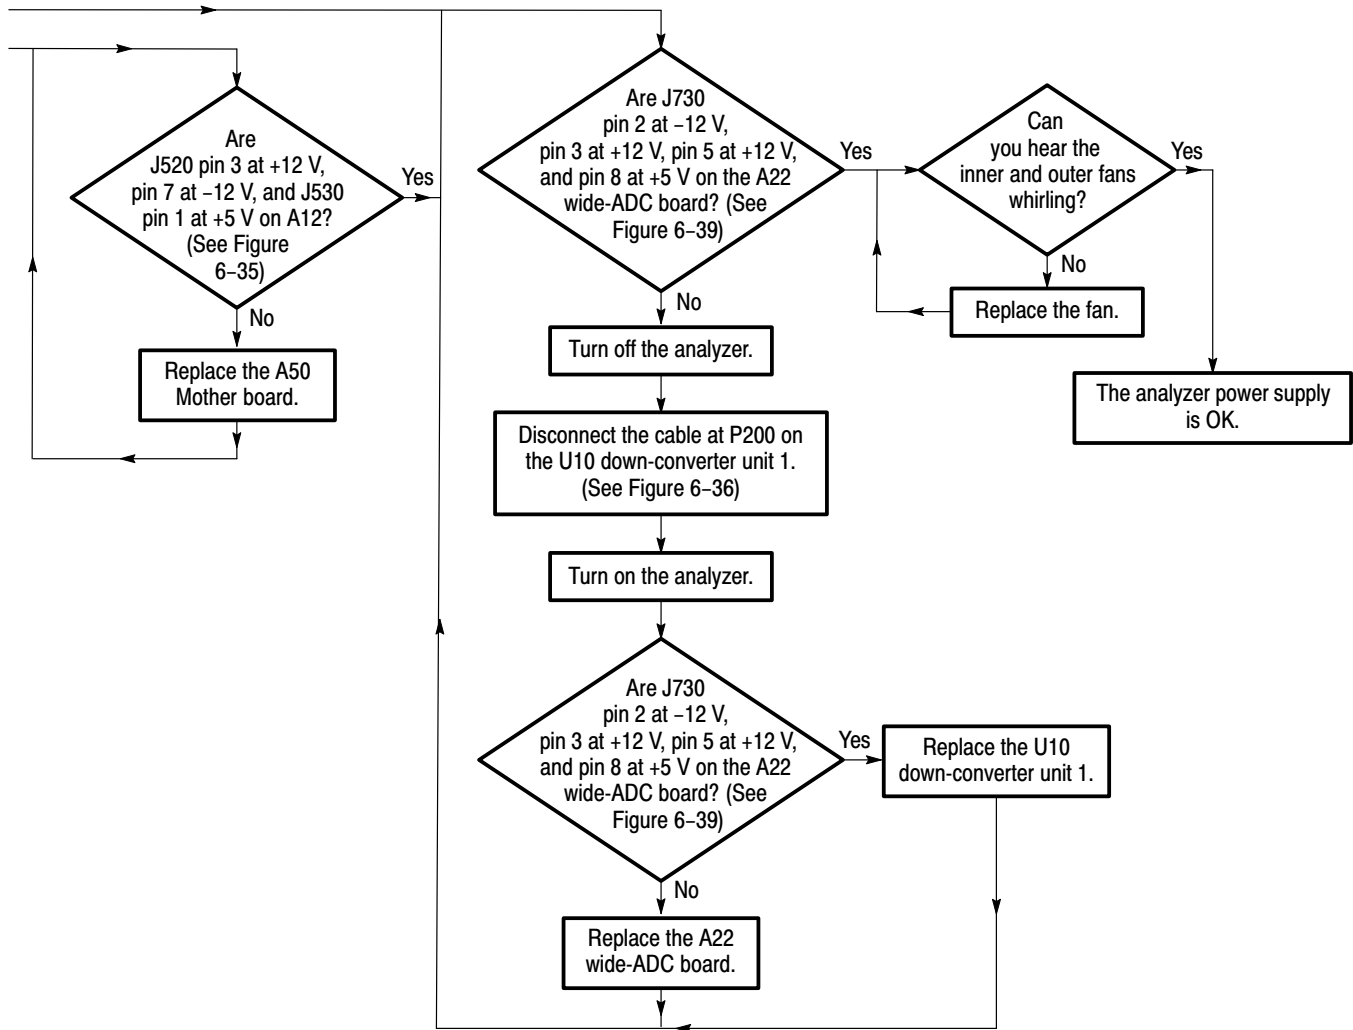 Are
J520 pin 3 at +12 V,
pin 7 at –12 V, and J530
pin 1 at +5 V on A12?
(See Figure
6–35)
Yes
No
Replace the A50
Mother board.
Are J730
pin 2 at –12 V,
pin 3 at +12 V, pin 5 at +12 V,
and pin 8 at +5 V on the A22
wide-ADC board? (See
Figure 6–39)
Yes
No
Can
you hear the
inner and outer fans
whirling?
Yes
No
Replace the fan.
The analyzer power supply
is OK.
Turn off the analyzer.
Disconnect the cable at P200 on
the U10 down-converter unit 1.
(See Figure 6–36)
Turn on the analyzer.
Are J730
pin 2 at –12 V,
pin 3 at +12 V, pin 5 at +12 V,
and pin 8 at +5 V on the A22
wide-ADC board? (See
Figure 6–39)
Yes
Replace the U10
down-converter unit 1.
No
Replace the A22
wide-ADC board.